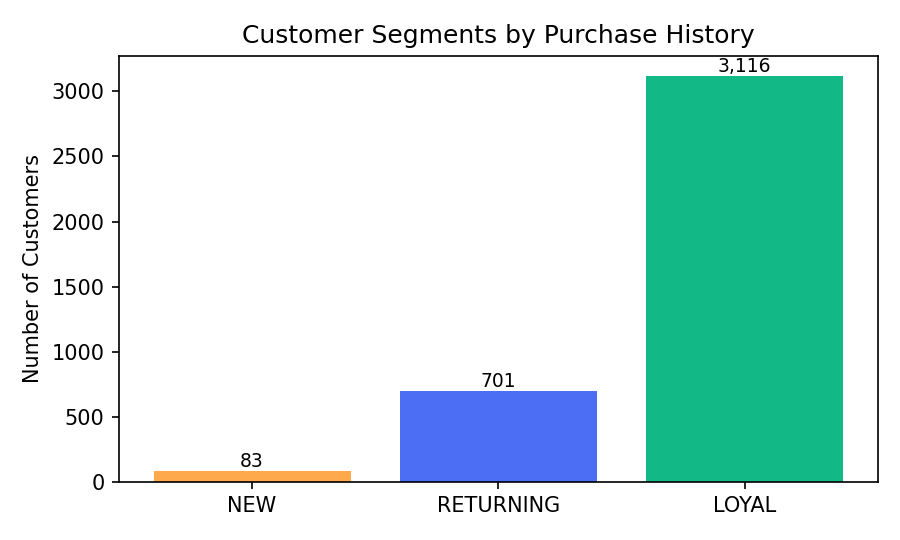 Customer Segments by Purchase History
Number of Customers
3000
2500
2000
1500
1000
500
0
83
701
3,116
NEW
RETURNING
LOYAL